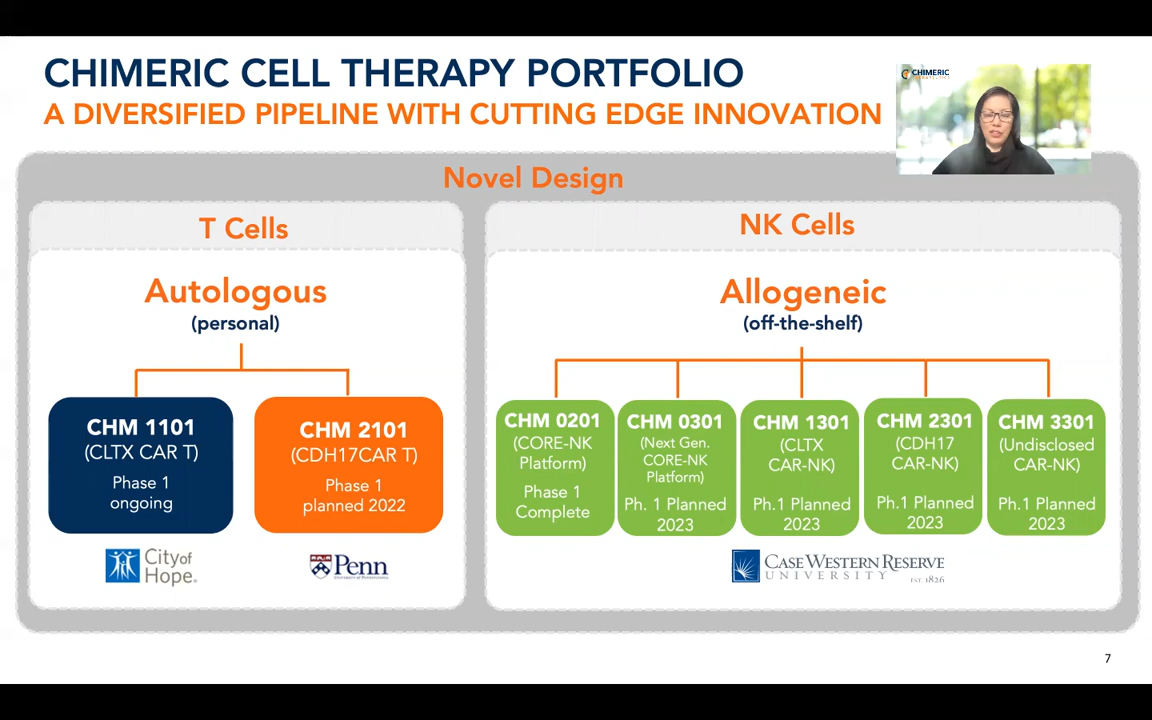 CHIMERIC CELL THERAPY PORTFOLIO
A DIVERSIFIED PIPELINE WITH CUTTING EDGE INNOVATION
CHIMERIC
Novel Design
T Cells
Autologous
(personal)
CHM 1101
(CLTX CAR T)
Phase 1
ongoing
CHM 2101
(CDH17CAR T)
Phase 1
planned 2022
City of
Hope®
Penn
UNIVERSITY OF PENNSYLVANIA
NK Cells
Allogeneic
(off-the-shelf)
CHM 0201
(CORE-NK
Platform)
Phase 1
Complete
CHM 0301
(Next Gen.
CORE-NK
Platform)
Ph. 1 Planned
2023
CHM 1301
(CLTX
CAR-NK)
Ph.1 Planned
2023
CHM 2301
(CDH17
CAR-NK)
Ph.1 Planned
2023
CHM 3301
(Undisclosed
CAR-NK)
Ph.1 Planned
2023
CASE WESTERN RESERVE
UNIVERSITY EST. 1826
7